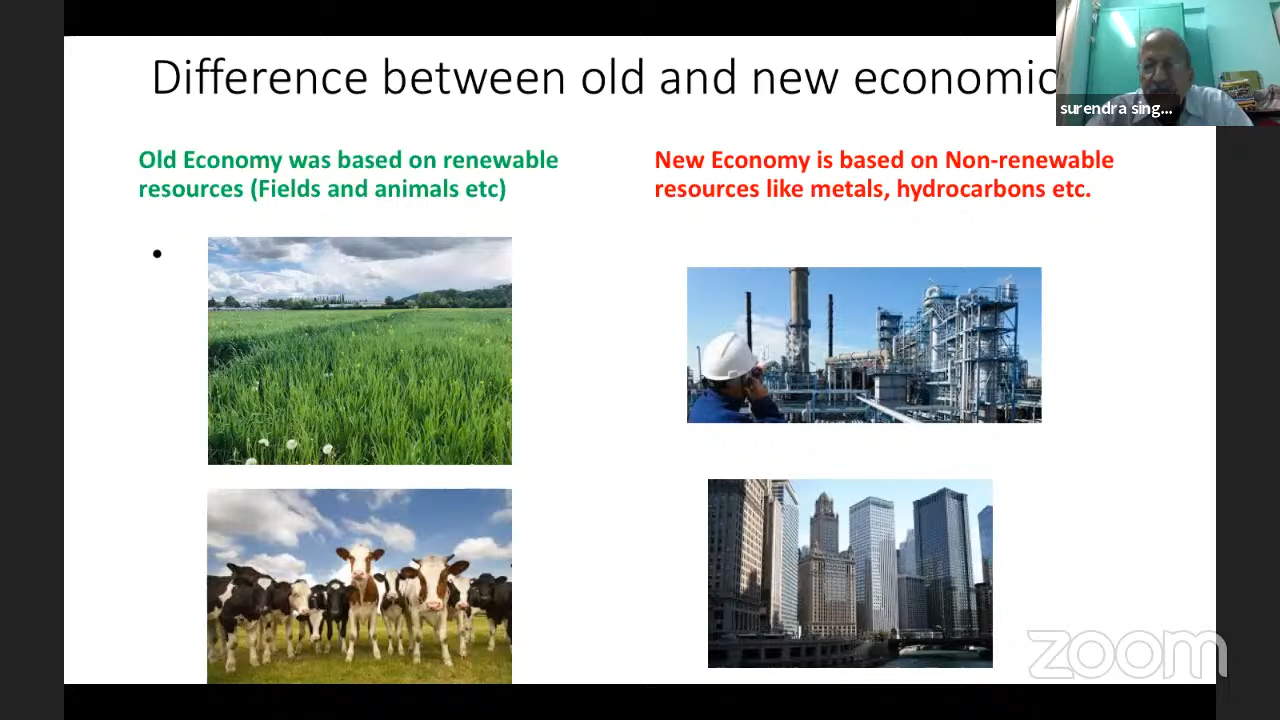 Difference between old and new economic
surendra sing...
Old Economy was based on renewable
resources (Fields and animals etc)
New Economy is based on Non-renewable
resources like metals, hydrocarbons etc.
zoom